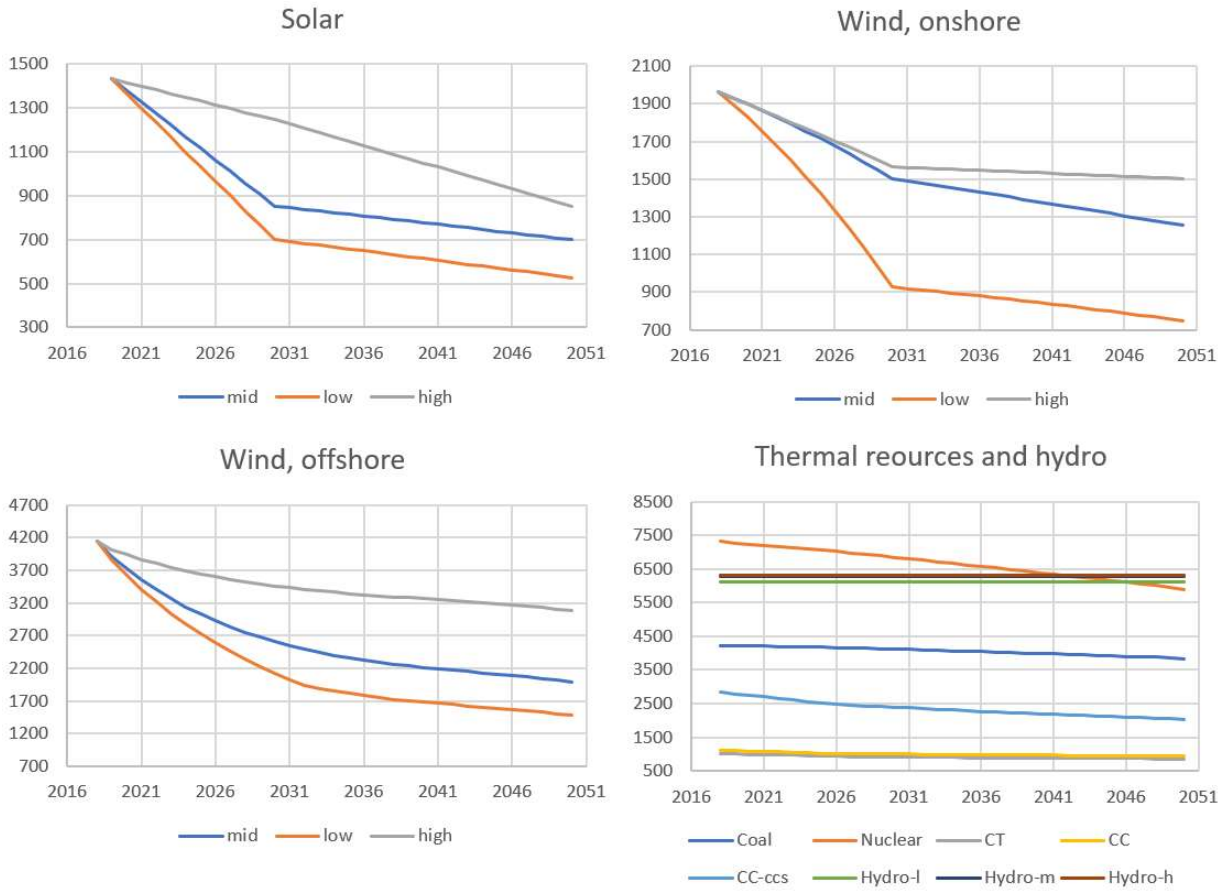 Solar
1500
1300
1100
900
700
500
300
2016 2021 2026 2031 2036 2041 2046 2051
mid low high
Wind, onshore
2100
1900
1700
1500
1300
1100
900
700
2016 2021 2026 2031 2036 2041 2046 2051
mid low high
Wind, offshore
4700
4200
3700
3200
2700
2200
1700
1200
700
2016 2021 2026 2031 2036 2041 2046 2051
mid low high
Thermal reources and hydro
8500
7500
6500
5500
4500
3500
2500
1500
500
2016 2021 2026 2031 2036 2041 2046 2051
Coal Nuclear CT CC
CC-ccs Hydro-l Hydro-m Hydro-h